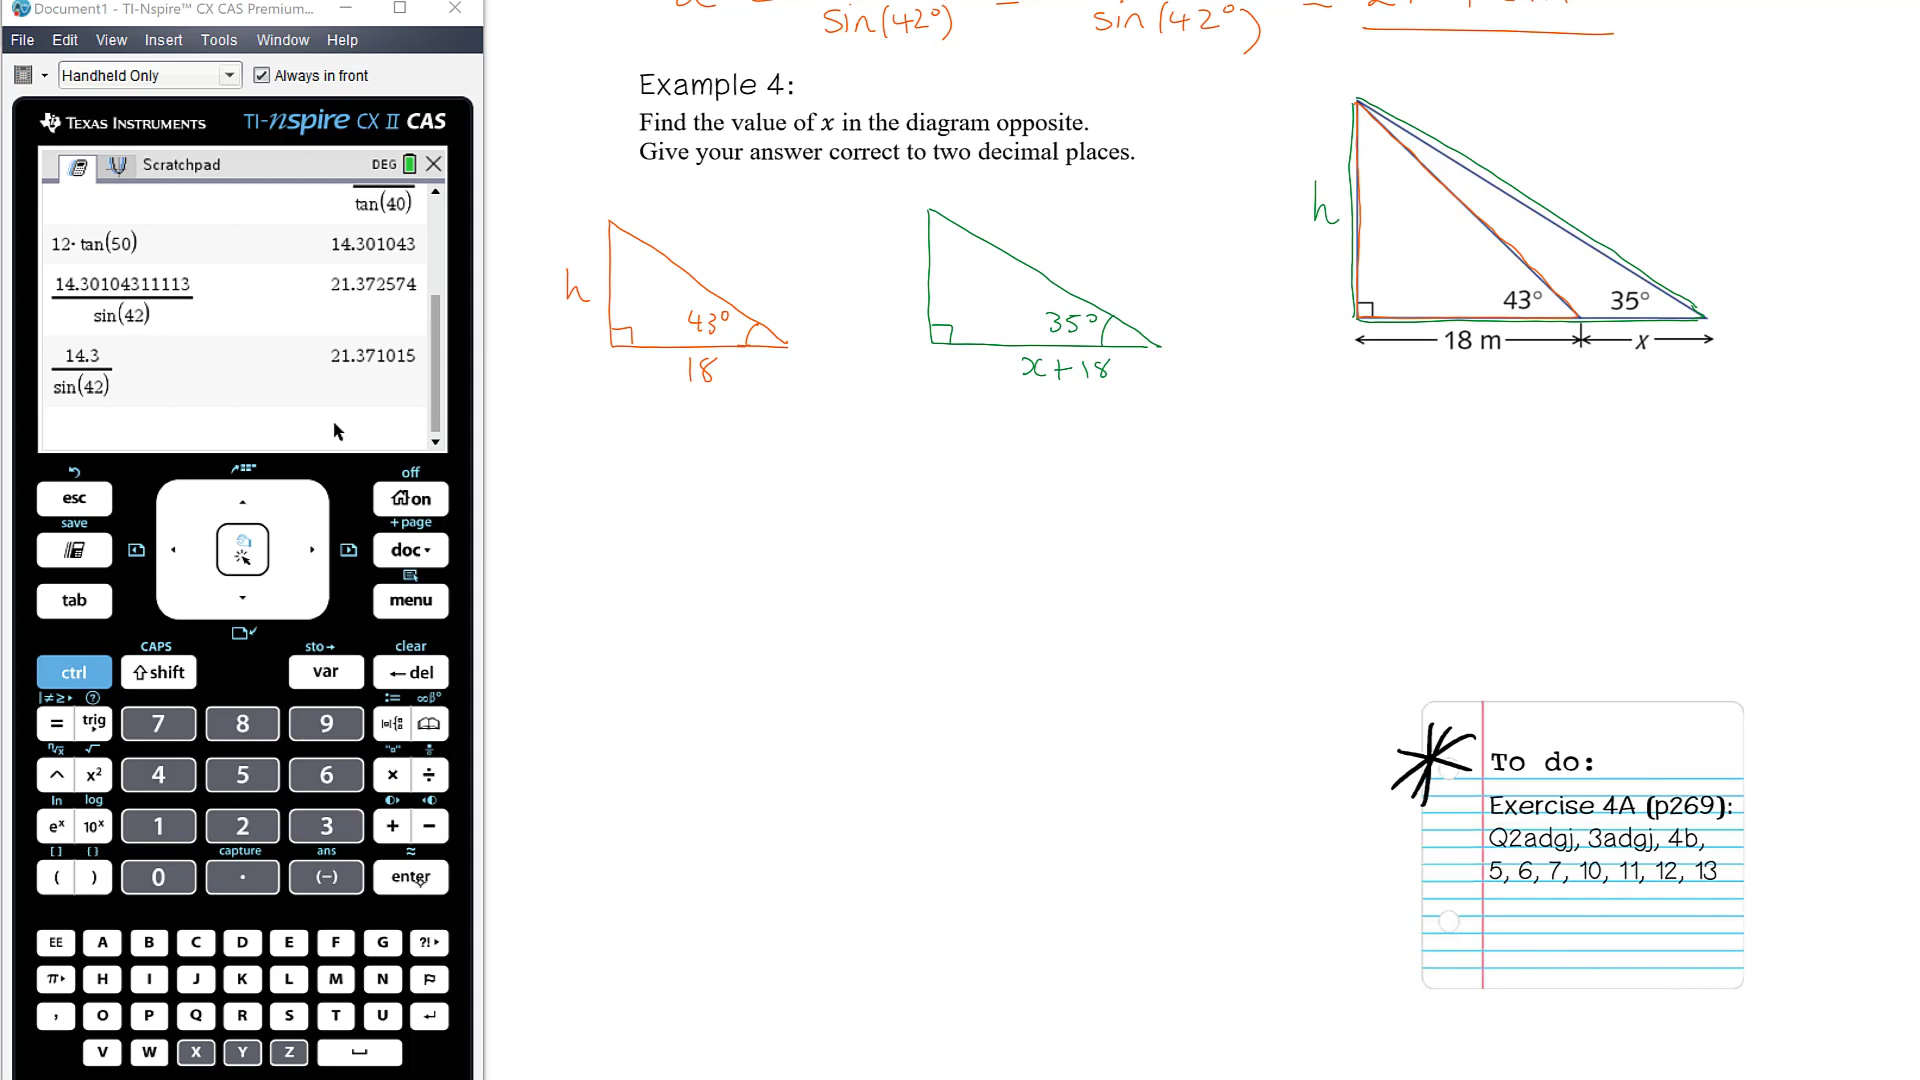 Document1 - TI-Nspire™ CX CAS Premium...
File Edit View Insert Tools Window Help
Handheld Only
Always in front
TEXAS INSTRUMENTS TI-nspire CX II CAS
Scratchpad DEG
tan(40)
12·tan(50) 14.301043
14.30104311113
sin(42)
21.372574
14.3
sin(42)
21.371015
off
esc
on
save
+ page
doc
tab
menu
CAPS sto→ clear
ctrl shift var ←del
= trig 7 8 9
^ x² 4 5 6 × ÷
ln log
eˣ 10ˣ 1 2 3 + −
[ ] { } capture ans ≈
( ) 0 . (−) enter
EE A B C D E F G ?!▸
π▸ H I J K L M N
, O P Q R S T U ↵
V W X Y Z
sin(42°) sin(42°)
Example 4:
Find the value of x in the diagram opposite.
Give your answer correct to two decimal places.
h
43°
18
35°
x+18
h
43° 35°
18 m x
To do:
Exercise 4A (p269):
Q2adgj, 3adgj, 4b,
5, 6, 7, 10, 11, 12, 13